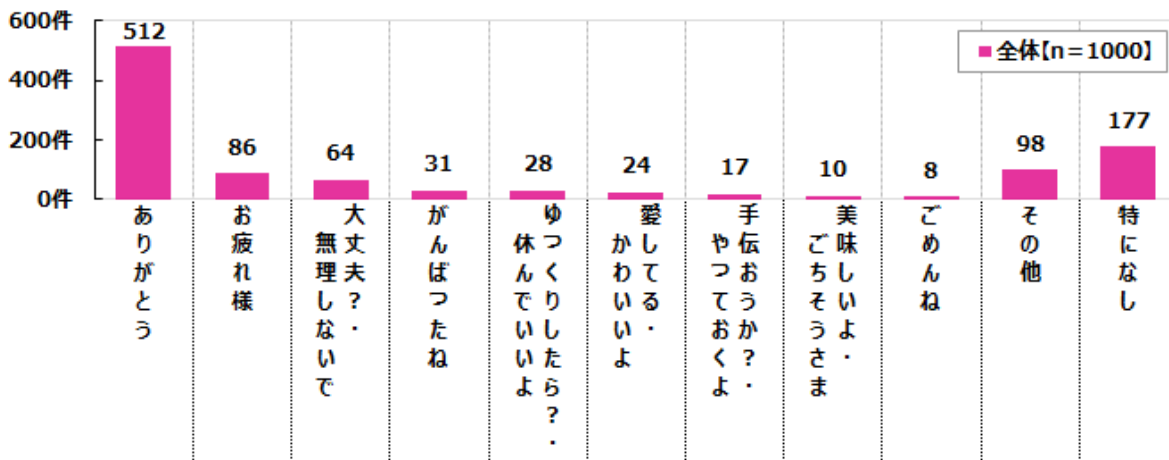 600件
400件
200件
0件
全体【n=1000】
512
86
64
31
28
24
17
10
8
98
177
ありがとう
お疲れ様
大丈夫?・
無理しないで
がんばつたね
ゆつくりしたら?・
休んでいいよ
愛してる・
かわいいよ
手伝おうか?・
やつておくよ
美味しいよ・
ごちそうさま
ごめんね
その他
特になし